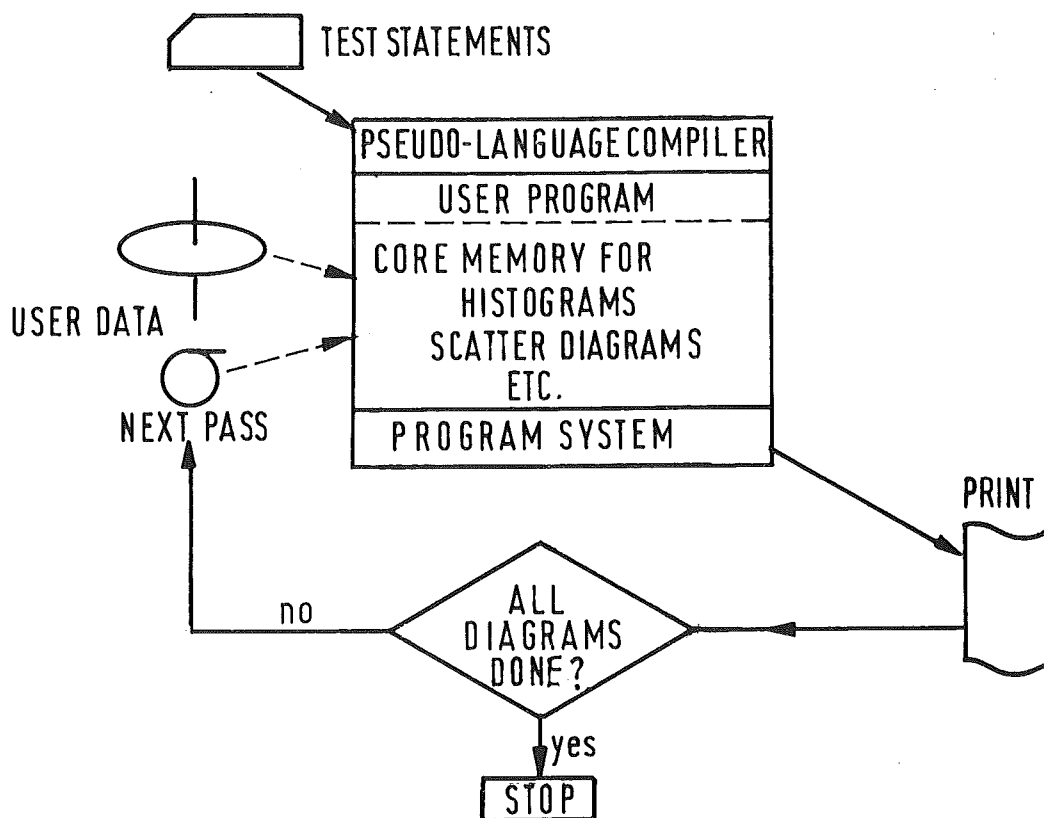 TEST STATEMENTS
PSEUDO-LANGUAGE COMPILER
USER PROGRAM
CORE MEMORY FOR
HISTOGRAMS
SCATTER DIAGRAMS
ETC.
PROGRAM SYSTEM
USER DATA
NEXT PASS
PRINT
ALL
DIAGRAMS
DONE?
no
yes
STOP